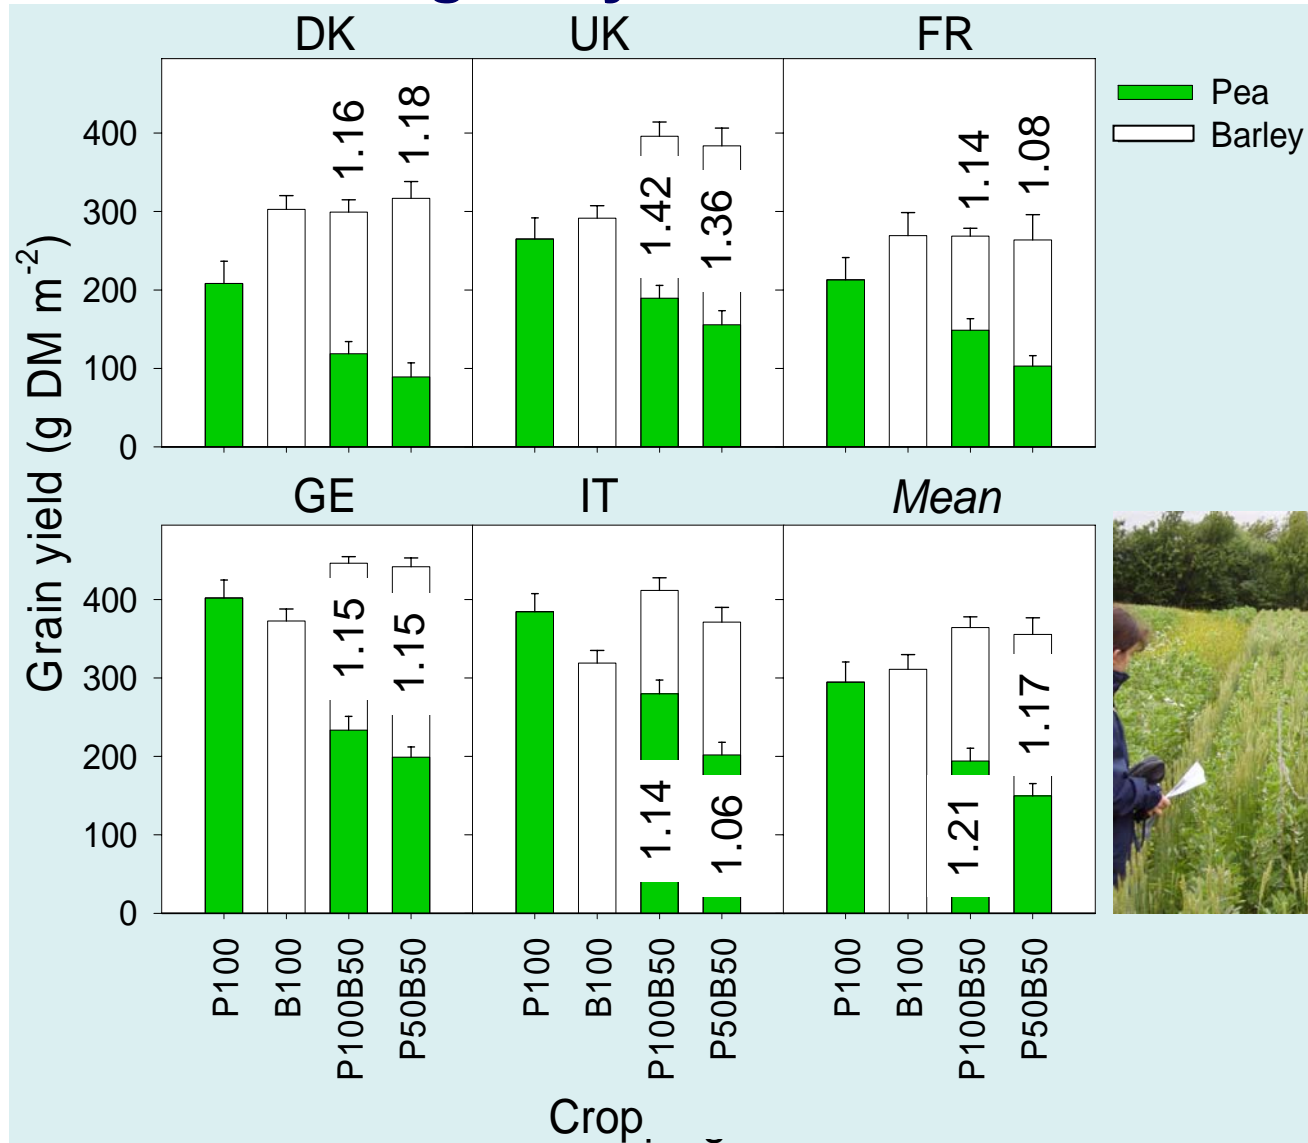 DK UK FR
Pea
Barley
1.16 1.18 1.42 1.36 1.14 1.08
400
300
200
100
0
Grain yield (g DM m⁻²)
GE IT Mean
1.15 1.15 1.14 1.06 1.21 1.17
400
300
200
100
0
P100 B100 P100B50 P50B50 P100 B100 P100B50 P50B50 P100 B100 P100B50 P50B50
Crop